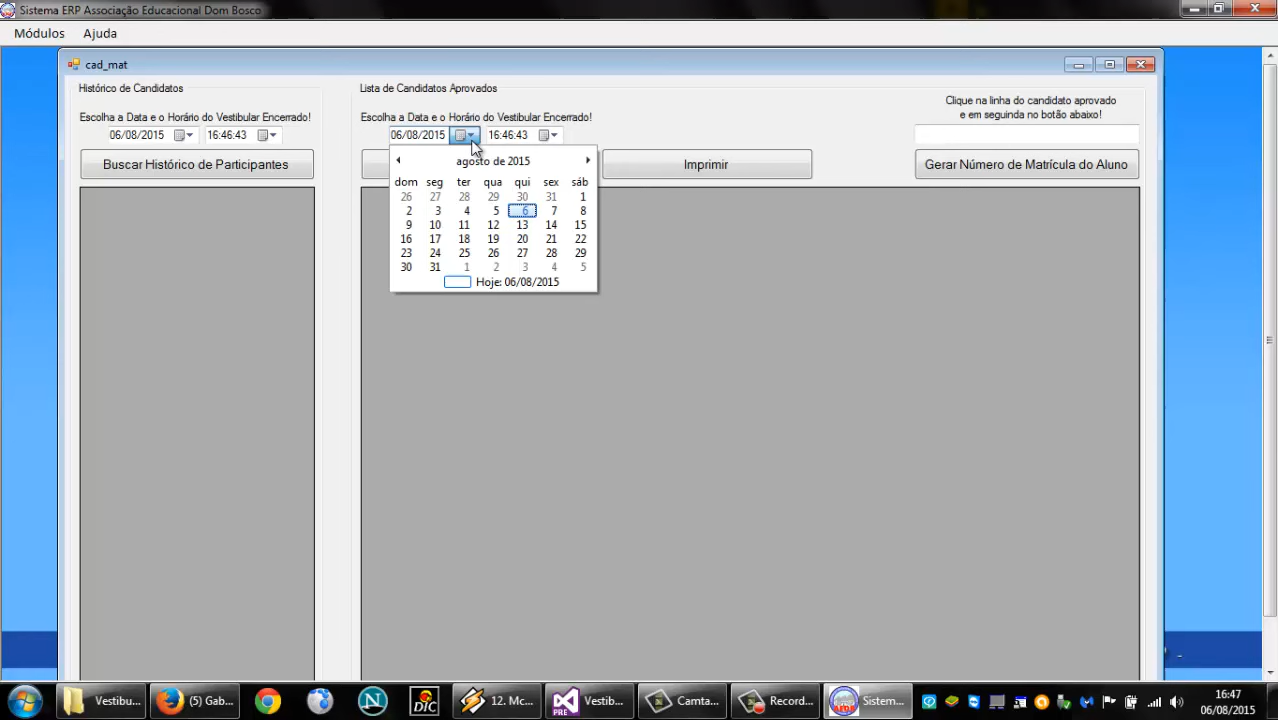 Sistema ERP Associação Educacional Dom Bosco
Módulos Ajuda
cad_mat
Histórico de Candidatos
Escolha a Data e o Horário do Vestibular Encerrado!
06/08/2015 16:46:43
Buscar Histórico de Participantes
Lista de Candidatos Aprovados
Escolha a Data e o Horário do Vestibular Encerrado!
06/08/2015 16:46:43
agosto de 2015
dom seg ter qua qui sex sáb
26 27 28 29 30 31 1
2 3 4 5 6 7 8
9 10 11 12 13 14 15
16 17 18 19 20 21 22
23 24 25 26 27 28 29
30 31 1 2 3 4 5
Hoje: 06/08/2015
Imprimir
Clique na linha do candidato aprovado
e em seguinda no botão abaixo!
Gerar Número de Matrícula do Aluno
Vestibu... (5) Gab... DIC 12. Mc... PRE Vestib... Camta... Record... Sistem...
16:47
06/08/2015